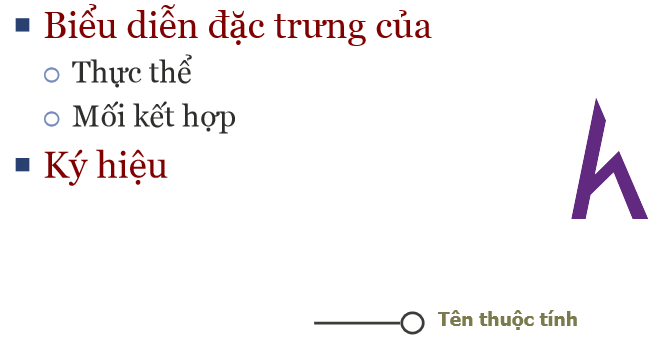 Biểu diễn đặc trưng của
Thực thể
Mối kết hợp
Ký hiệu
Tên thuộc tính